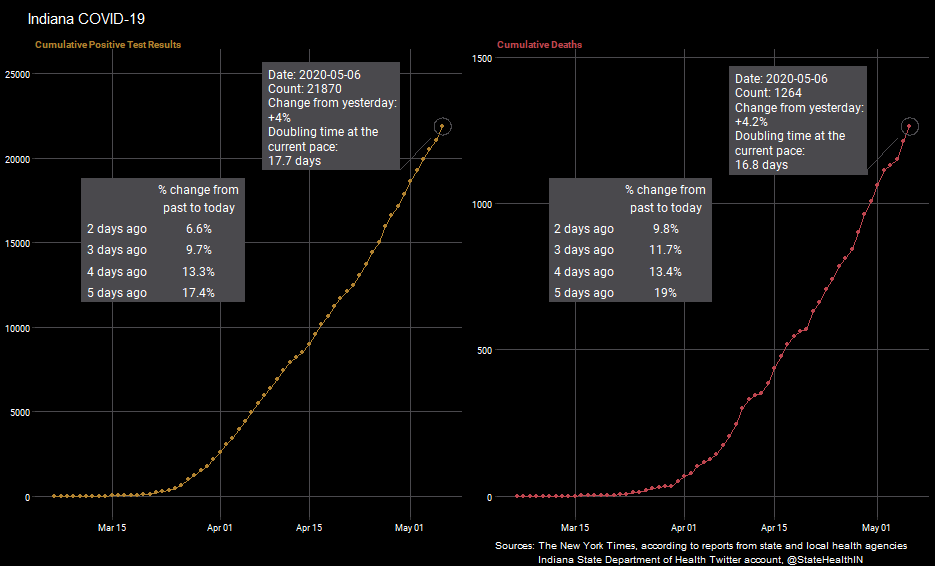 Indiana COVID-19
Cumulative Positive Test Results
25000
20000
15000
10000
5000
0
Date: 2020-05-06
Count: 21870
Change from yesterday:
+4%
Doubling time at the
current pace:
17.7 days
% change from
past to today
2 days ago 6.6%
3 days ago 9.7%
4 days ago 13.3%
5 days ago 17.4%
Mar 15 Apr 01 Apr 15 May 01
Cumulative Deaths
1500
1000
500
0
Date: 2020-05-06
Count: 1264
Change from yesterday:
+4.2%
Doubling time at the
current pace:
16.8 days
% change from
past to today
2 days ago 9.8%
3 days ago 11.7%
4 days ago 13.4%
5 days ago 19%
Mar 15 Apr 01 Apr 15 May 01
Sources: The New York Times, according to reports from state and local health agencies
Indiana State Department of Health Twitter account, @StateHealthIN